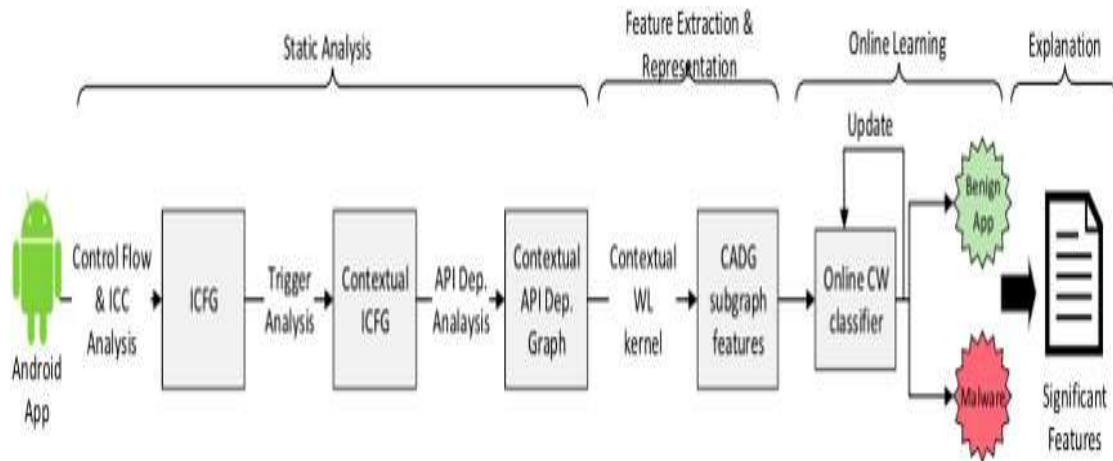 Static Analysis
Feature Extraction &
Representation
Online Learning
Explanation
Android
App
Control Flow
& ICC
Analysis
ICFG
Trigger
Analysis
Contextual
ICFG
API Dep.
Analaysis
Contextual
API Dep.
Graph
Contextual
WL
kernel
CADG
subgraph
features
Update
Online CW
classifier
Benign
App
Malware
Significant
Features